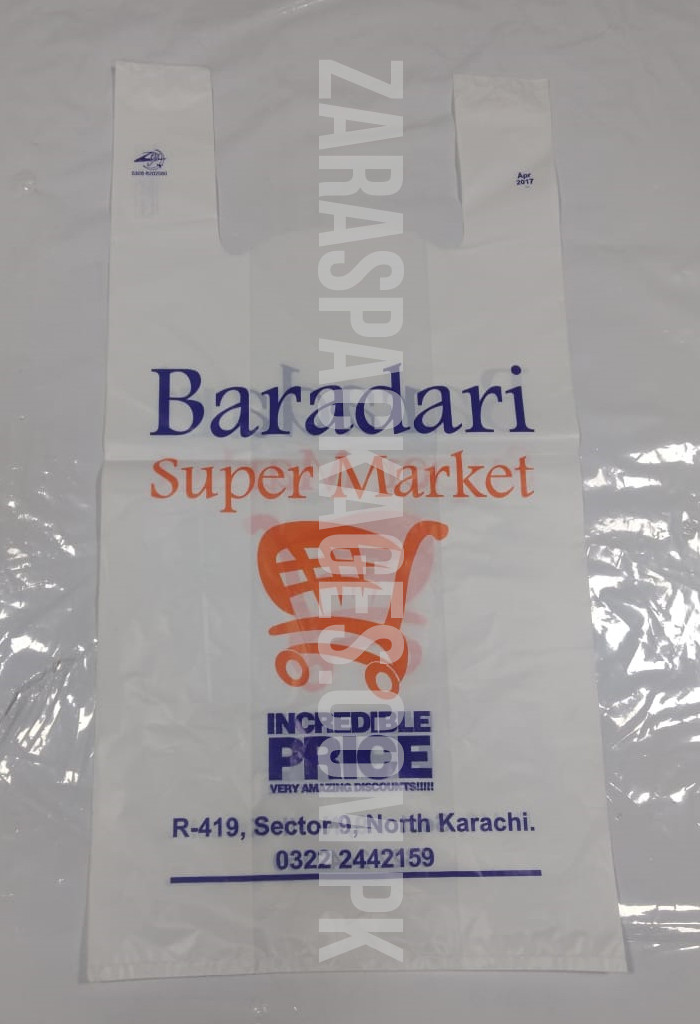 Apr
2017
Baradari
Super Market
INCREDIBLE
PRICE
VERY AMAZING DISCOUNTS!!!!!
R-419, Sector 9, North Karachi.
0322 2442159
ZARASPACKAGES.COM.PK